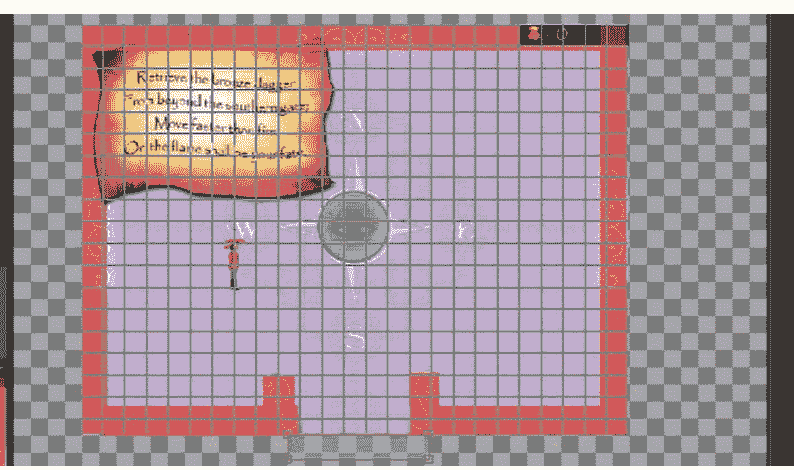 Retrieve the bronze dagger
From beyond the southern gate
Move faster than fire
Or the flame shall be your fate
W
E
S